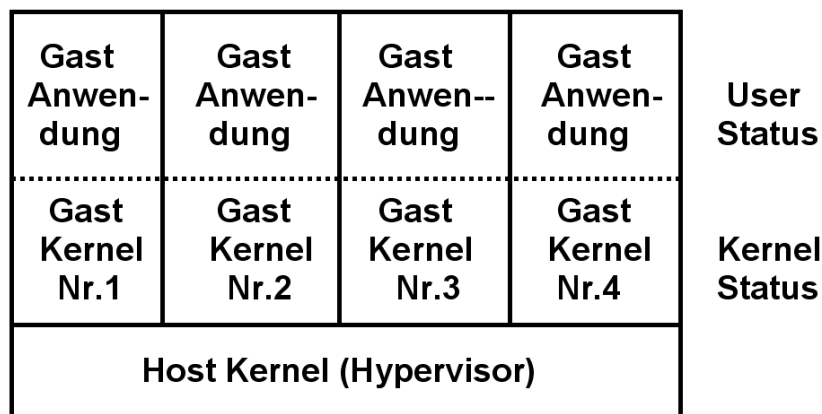 Gast
Anwen-
dung
Gast
Anwen-
dung
Gast
Anwen--
dung
Gast
Anwen-
dung
User
Status
Gast
Kernel
Nr.1
Gast
Kernel
Nr.2
Gast
Kernel
Nr.3
Gast
Kernel
Nr.4
Kernel
Status
Host Kernel (Hypervisor)